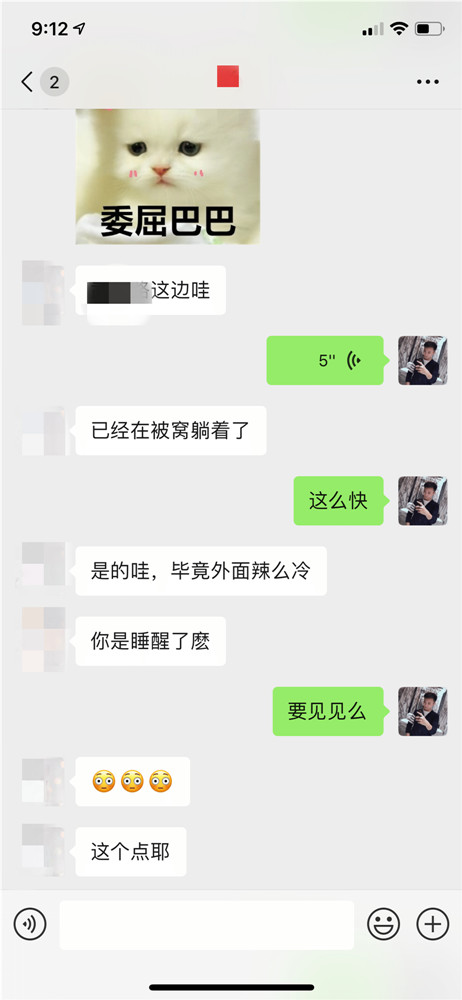 9:12
2
委屈巴巴
这边哇
5"
已经在被窝躺着了
这么快
是的哇，毕竟外面辣么冷
你是睡醒了麽
要见见么
😳😳😳
这个点耶